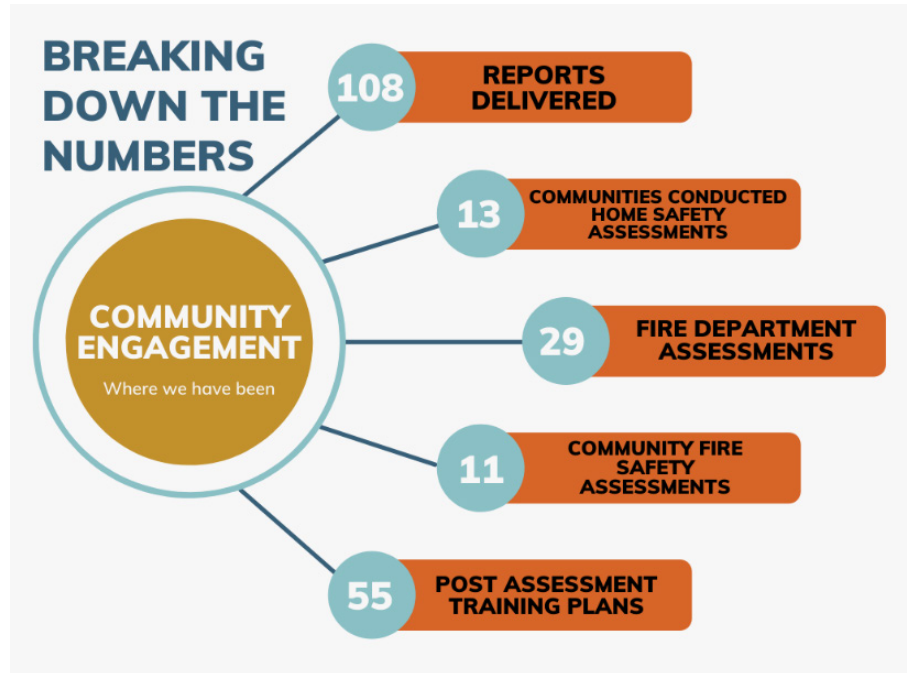 BREAKING
DOWN THE
NUMBERS
108
REPORTS
DELIVERED
13
COMMUNITIES CONDUCTED
HOME SAFETY
ASSESSMENTS
COMMUNITY
ENGAGEMENT
Where we have been
29
FIRE DEPARTMENT
ASSESSMENTS
11
COMMUNITY FIRE
SAFETY
ASSESSMENTS
55
POST ASSESSMENT
TRAINING PLANS